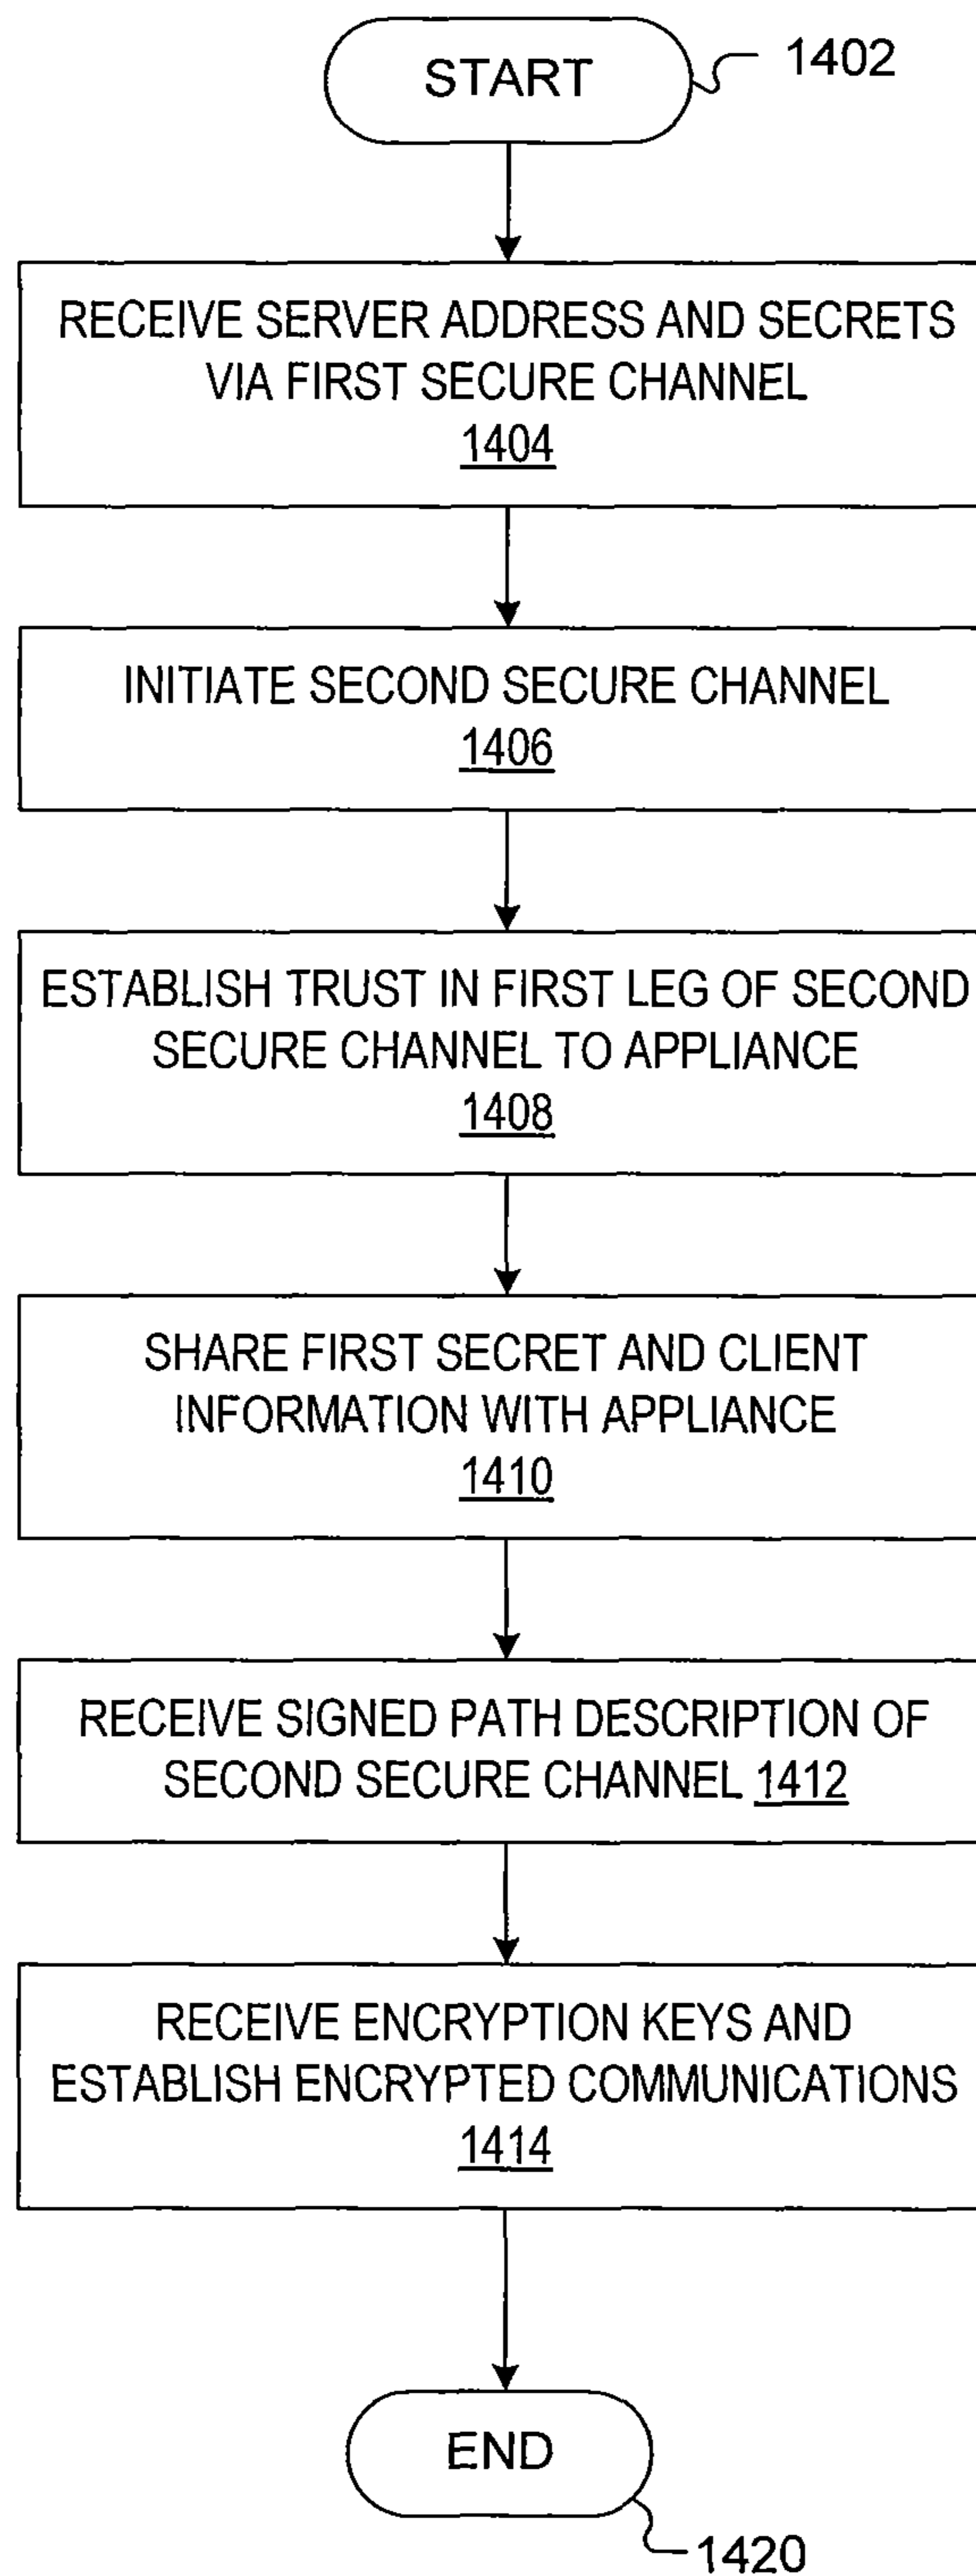 START
1402
RECEIVE SERVER ADDRESS AND SECRETS
VIA FIRST SECURE CHANNEL
1404
INITIATE SECOND SECURE CHANNEL
1406
ESTABLISH TRUST IN FIRST LEG OF SECOND
SECURE CHANNEL TO APPLIANCE
1408
SHARE FIRST SECRET AND CLIENT
INFORMATION WITH APPLIANCE
1410
RECEIVE SIGNED PATH DESCRIPTION OF
SECOND SECURE CHANNEL 1412
RECEIVE ENCRYPTION KEYS AND
ESTABLISH ENCRYPTED COMMUNICATIONS
1414
END
1420